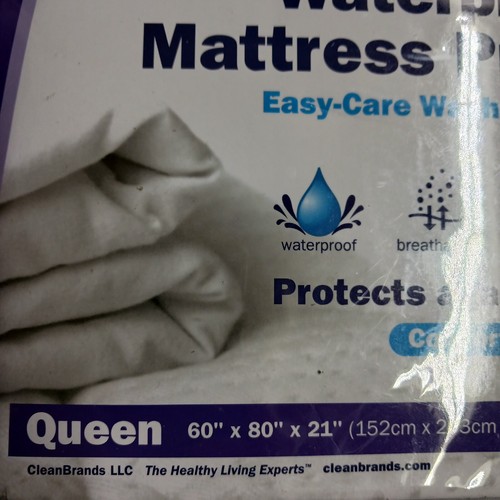 Mattress
Easy-Care
waterproof
Protects
Queen 60" x 80" x 21" (152cm x
CleanBrands LLC The Healthy Living Experts™ cleanbrands.com